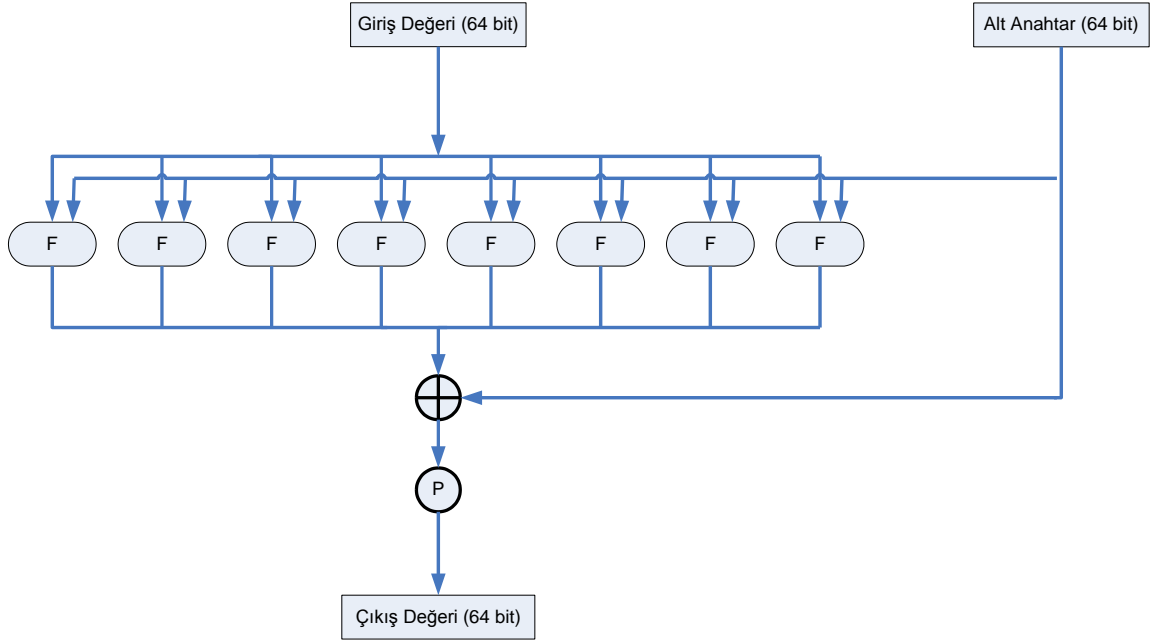 Giriş Değeri (64 bit)
Alt Anahtar (64 bit)
F
F
F
F
F
F
F
F
P
Çıkış Değeri (64 bit)